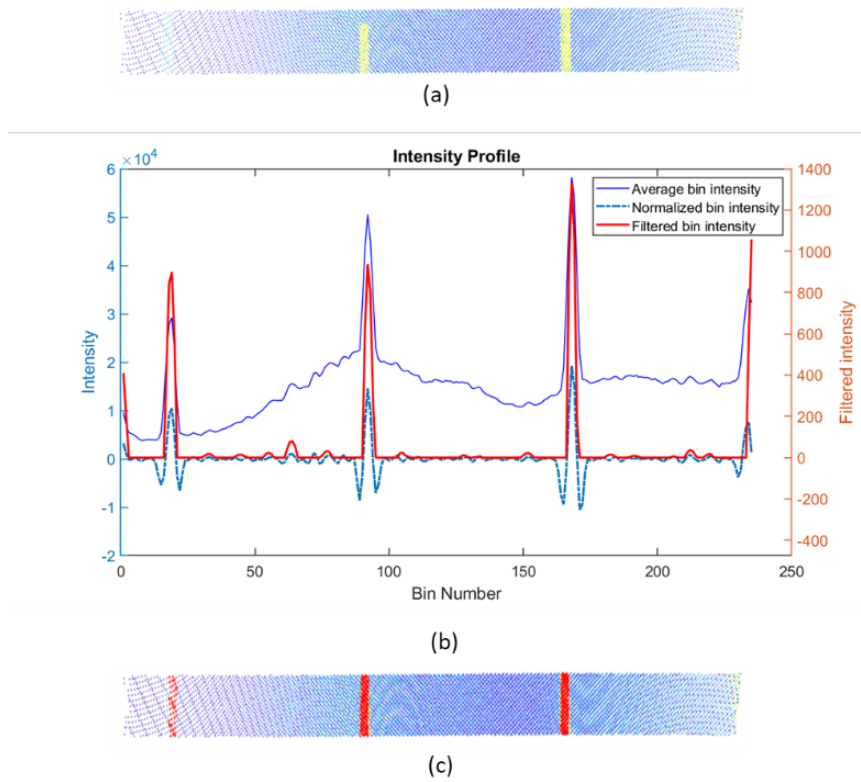 (a)
Intensity Profile
× 10^4
6
5
4
3
2
1
0
-1
-2
Intensity
1400
1200
1000
800
600
400
200
0
-200
-400
Filtered intensity
Average bin intensity
Normalized bin intensity
Filtered bin intensity
0 50 100 150 200 250
Bin Number
(b)
(c)